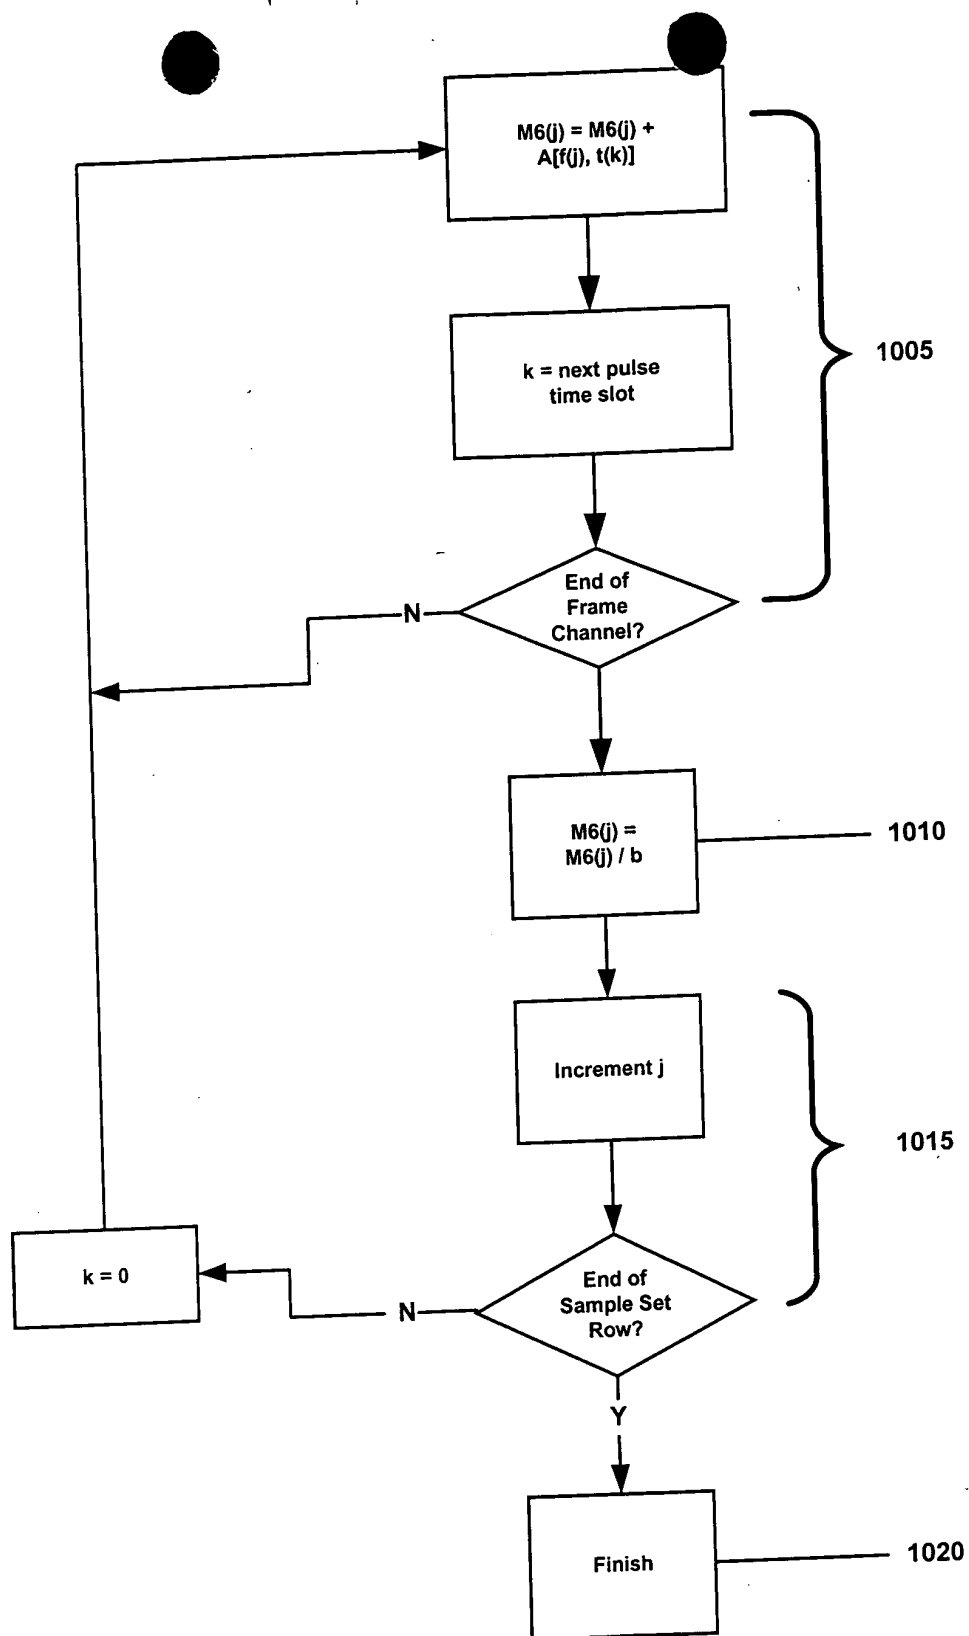 M6(j) = M6(j) +
A[f(j), t(k)]
1005
k = next pulse
time slot
End of
Frame
Channel?
N
M6(j) =
M6(j) / b
1010
Increment j
1015
k = 0
N
End of
Sample Set
Row?
Y
Finish
1020